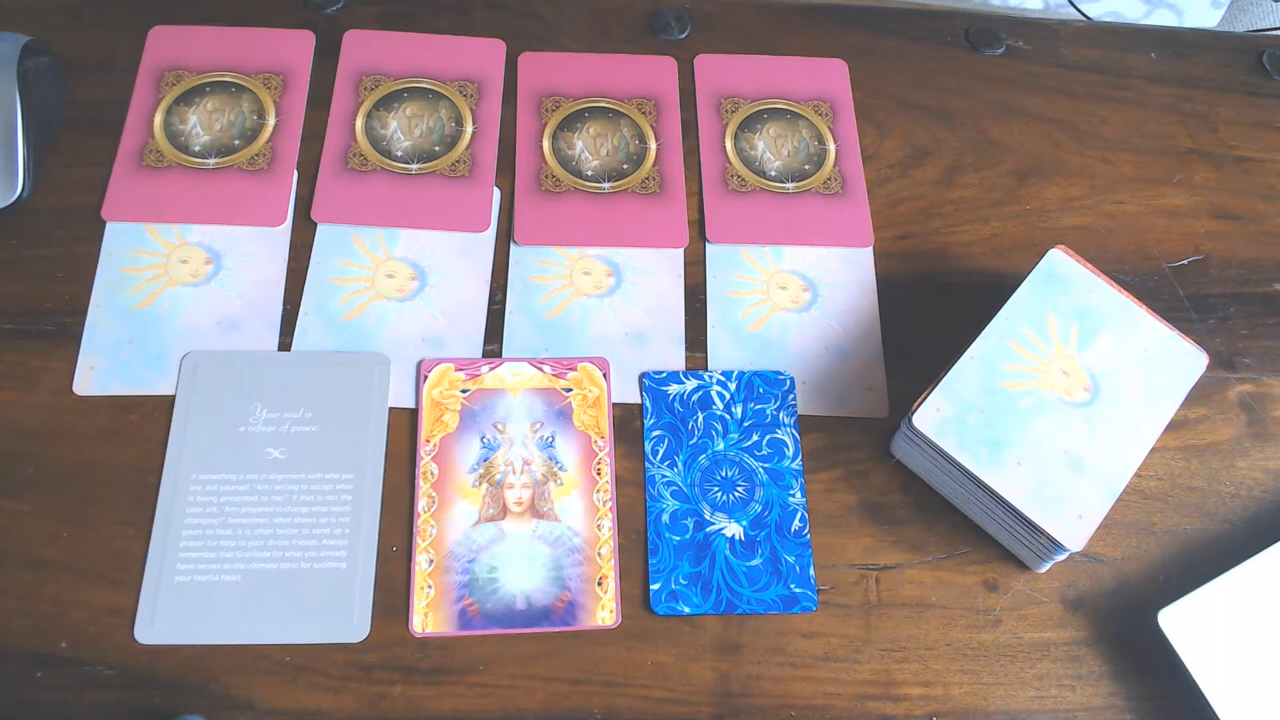 Your soul is
a refuge of peace.
If something is not in alignment with who you
are, ask yourself, "Am I willing to accept what
is being presented to me?" If that is not the
case, ask, "Am I prepared to change what needs
changing?" Sometimes, what shows up is not
yours to heal. It is often better to send up a
prayer for help to your divine friends. Always
remember that Gratitude for what you already
have serves as the ultimate tonic for soothing
your fearful heart.